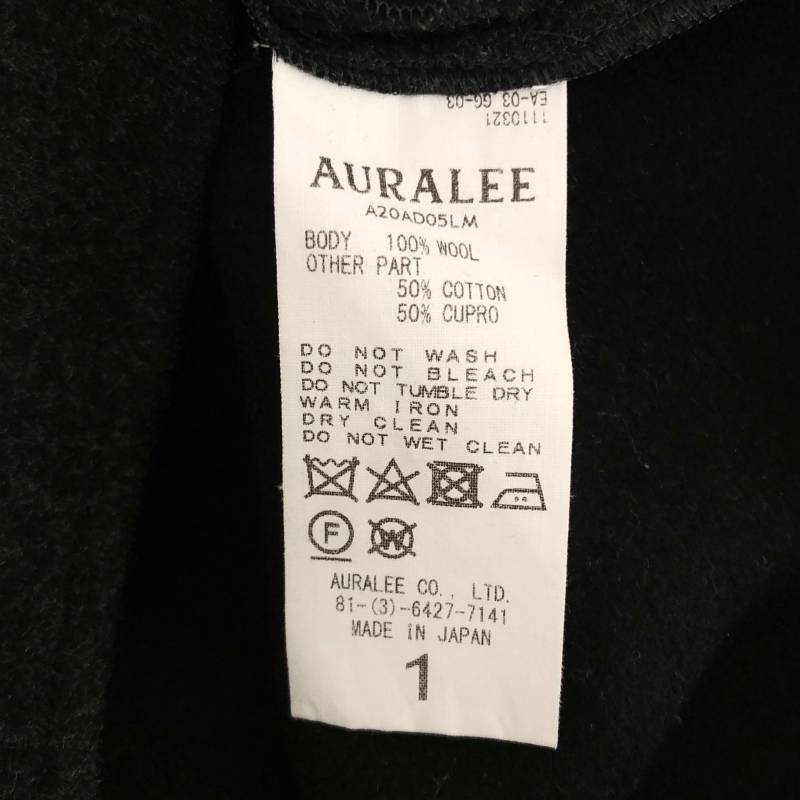 EA-03 GG-03
1110321
AURALEE
A20AD05LM
BODY 100% WOOL
OTHER PART
50% COTTON
50% CUPRO
DO NOT WASH
DO NOT BLEACH
DO NOT TUMBLE DRY
WARM IRON
DRY CLEAN
DO NOT WET CLEAN
F W
AURALEE CO., LTD.
81-(3)-6427-7141
MADE IN JAPAN
1